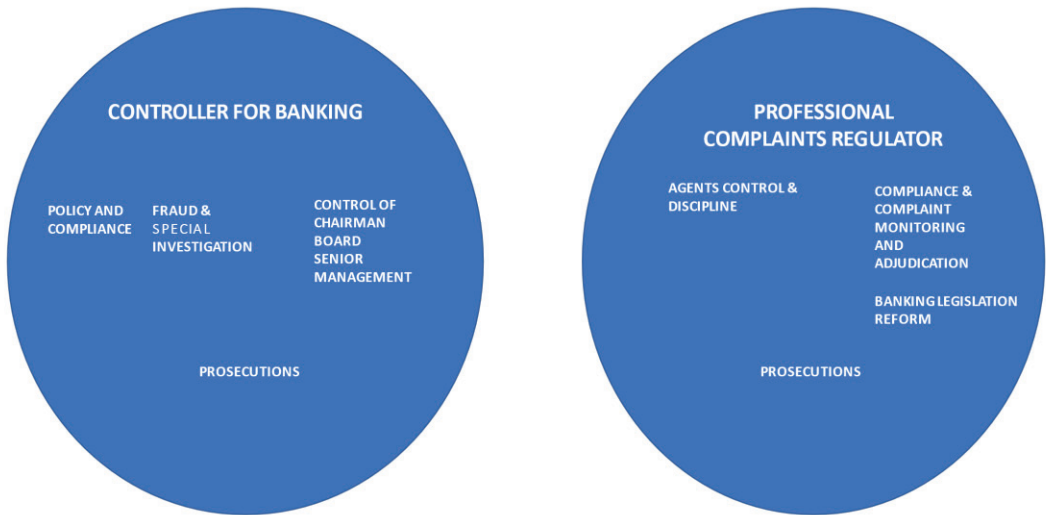 CONTROLLER FOR BANKING
POLICY AND
COMPLIANCE
FRAUD &
SPECIAL
INVESTIGATION
CONTROL OF
CHAIRMAN
BOARD
SENIOR
MANAGEMENT
PROSECUTIONS
PROFESSIONAL
COMPLAINTS REGULATOR
AGENTS CONTROL &
DISCIPLINE
COMPLIANCE &
COMPLAINT
MONITORING
AND
ADJUDICATION
BANKING LEGISLATION
REFORM
PROSECUTIONS